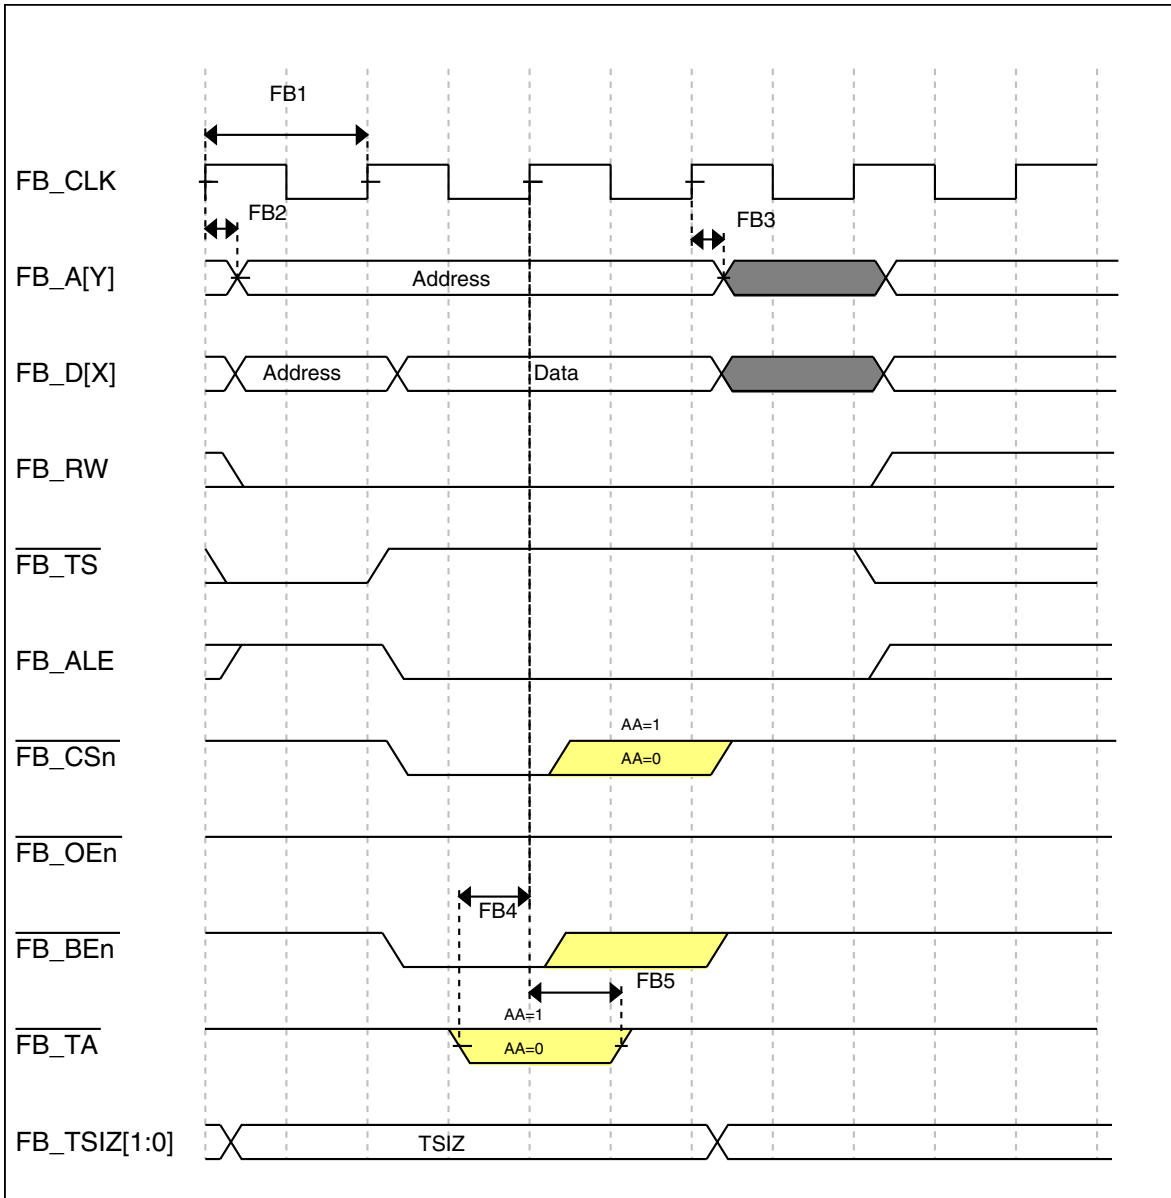 FB1
FB_CLK
FB2
FB3
FB_A[Y]
Address
FB_D[X]
Address
Data
FB_RW
FB_TS
FB_ALE
AA=1
FB_CSn
AA=0
FB_OEn
FB4
FB_BEn
FB5
AA=1
FB_TA
AA=0
FB_TSIZ[1:0]
TSIZ